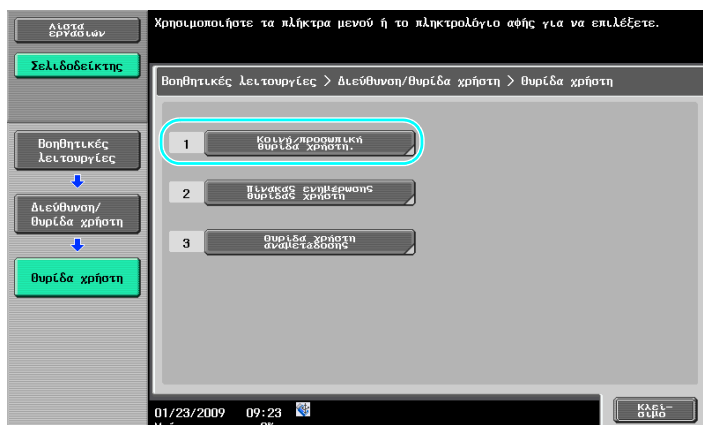 Λίστα
εργασιών
Χρησιμοποιήστε τα πλήκτρα μενού ή το πληκτρολόγιο αφής για να επιλέξετε.
Σελιδοδείκτης
Βοηθητικές λειτουργίες > Διεύθυνση/θυρίδα χρήστη > θυρίδα χρήστη
Βοηθητικές
λειτουργίες
Διεύθυνση/
θυρίδα χρήστη
θυρίδα χρήστη
1
Κοινή/προσωπική
θυρίδα χρήστη.
2
Πίνακας ενημέρωσης
θυρίδας χρήστη
3
θυρίδα χρήστη
αναμετάδοσης
01/23/2009 09:23
Κλεί-
σιμο